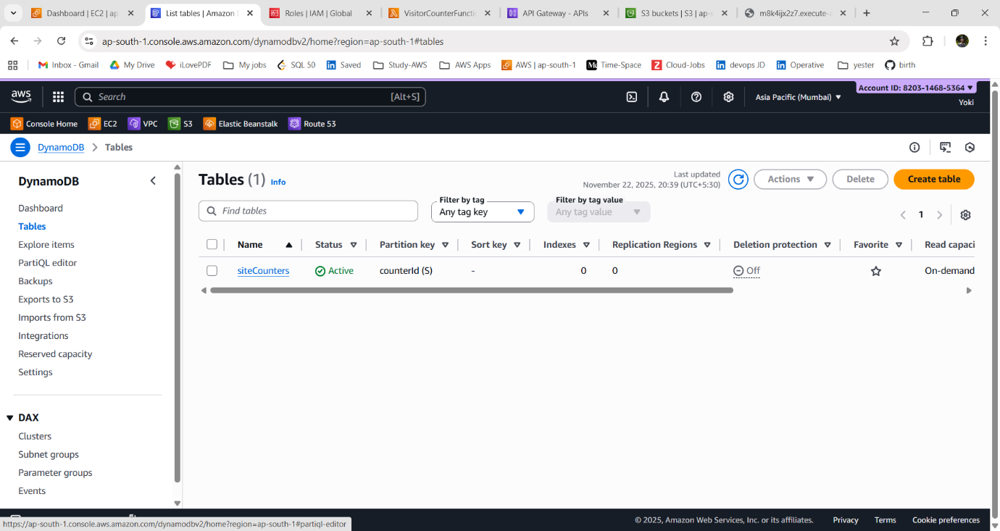 Dashboard | EC2 | ap
List tables | Amazon
Roles | IAM | Global
VisitorCounterFuncti
API Gateway - APIs
S3 buckets | S3 | ap-s
m8k4ijx2z7.execute-a
ap-south-1.console.aws.amazon.com/dynamodbv2/home?region=ap-south-1#tables
Inbox - Gmail
My Drive
iLovePDF
My jobs
SQL 50
Saved
Study-AWS
AWS Apps
AWS | ap-south-1
Time-Space
Cloud-Jobs
devops JD
Operative
yester
birth
aws
Search
[Alt+S]
Asia Pacific (Mumbai)
Account ID: 8203-1468-5364
Yoki
Console Home
EC2
VPC
S3
Elastic Beanstalk
Route 53
DynamoDB
Tables
DynamoDB
Dashboard
Tables
Explore items
PartiQL editor
Backups
Exports to S3
Imports from S3
Integrations
Reserved capacity
Settings
DAX
Clusters
Subnet groups
Parameter groups
Events
Tables (1) Info
Last updated
November 22, 2025, 20:39 (UTC+5:30)
Actions
Delete
Create table
Find tables
Filter by tag
Any tag key
Filter by tag value
Any tag value
1
Name
Status
Partition key
Sort key
Indexes
Replication Regions
Deletion protection
Favorite
Read capaci
siteCounters
Active
counterId (S)
-
0
0
Off
On-demand
https://ap-south-1.console.aws.amazon.com/dynamodbv2/home?region=ap-south-1#partiql-editor
© 2025, Amazon Web Services, Inc. or its affiliates.
Privacy
Terms
Cookie preferences